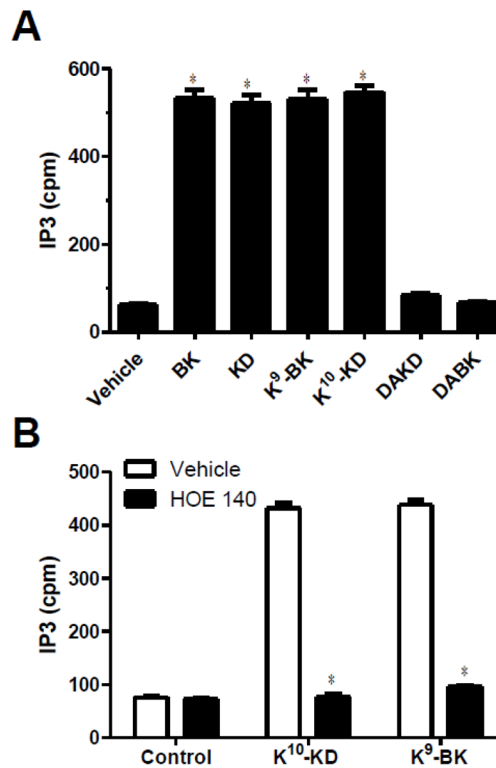 A
IP3 (cpm)
600
400
200
0
* * * *
Vehicle BK KD K⁹-BK K¹⁰-KD DAKD DABK
B
IP3 (cpm)
500
400
300
200
100
0
Vehicle
HOE 140
* *
Control K¹⁰-KD K⁹-BK